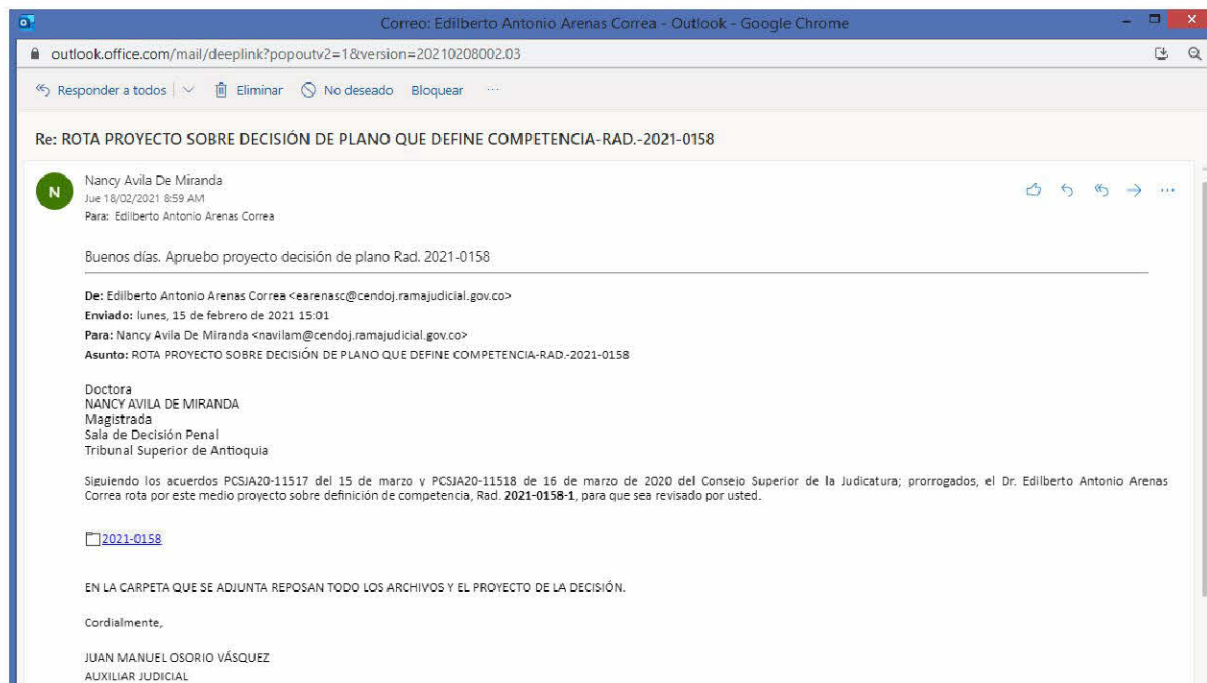 Correo: Edilberto Antonio Arenas Correa - Outlook - Google Chrome
outlook.office.com/mail/deeplink?popoutv2=1&version=20210208002.03
Responder a todos Eliminar No deseado Bloquear ...
Re: ROTA PROYECTO SOBRE DECISIÓN DE PLANO QUE DEFINE COMPETENCIA-RAD.-2021-0158
N
Nancy Avila De Miranda
Jue 18/02/2021 8:59 AM
Para: Edilberto Antonio Arenas Correa
Buenos días. Apruebo proyecto decisión de plano Rad. 2021-0158
De: Edilberto Antonio Arenas Correa <earenasc@cendoj.ramajudicial.gov.co>
Enviado: lunes, 15 de febrero de 2021 15:01
Para: Nancy Avila De Miranda <navilam@cendoj.ramajudicial.gov.co>
Asunto: ROTA PROYECTO SOBRE DECISIÓN DE PLANO QUE DEFINE COMPETENCIA-RAD.-2021-0158
Doctora
NANCY AVILA DE MIRANDA
Magistrada
Sala de Decisión Penal
Tribunal Superior de Antioquia
Siguiendo los acuerdos PCSJA20-11517 del 15 de marzo y PCSJA20-11518 de 16 de marzo de 2020 del Consejo Superior de la Judicatura; prorrogados, el Dr. Edilberto Antonio Arenas
Correa rota por este medio proyecto sobre definición de competencia, Rad. 2021-0158-1, para que sea revisado por usted.
2021-0158
EN LA CARPETA QUE SE ADJUNTA REPOSAN TODO LOS ARCHIVOS Y EL PROYECTO DE LA DECISIÓN.
Cordialmente,
JUAN MANUEL OSORIO VÁSQUEZ
AUXILIAR JUDICIAL